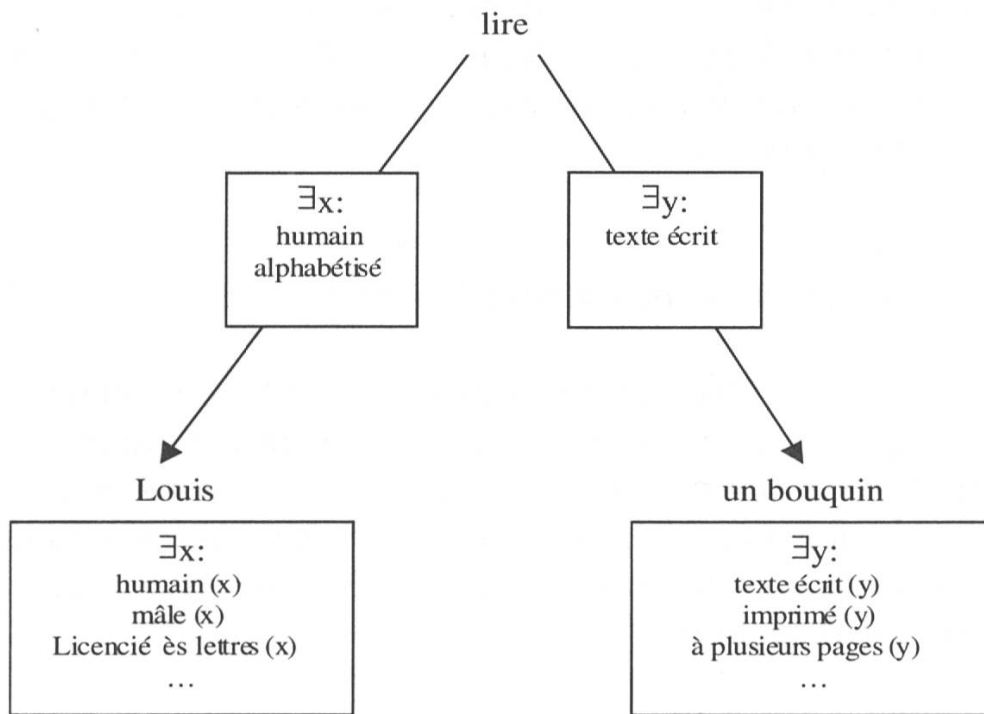 lire
∃x:
humain
alphabétisé
∃y:
texte écrit
Louis
∃x:
humain (x)
mâle (x)
Licencié ès lettres (x)
…
un bouquin
∃y:
texte écrit (y)
imprimé (y)
à plusieurs pages (y)
…